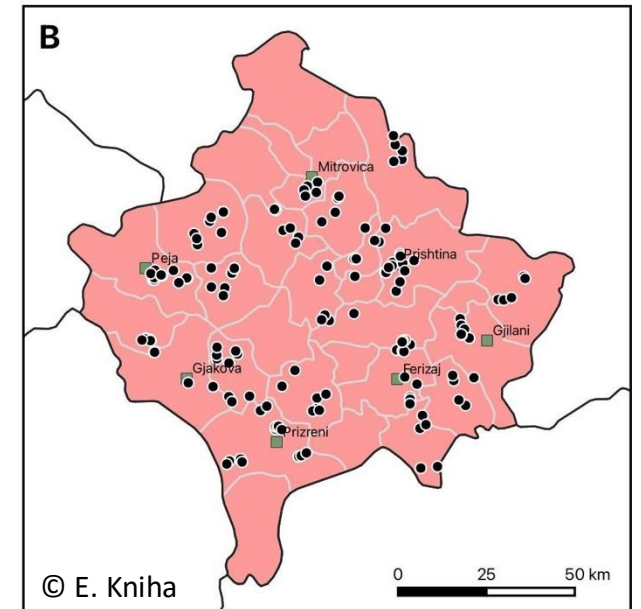 B
Mitrovica
Peja
Prishtina
Gjilani
Gjakova
Ferizaj
Prizreni
© E. Kniha
0 25 50 km